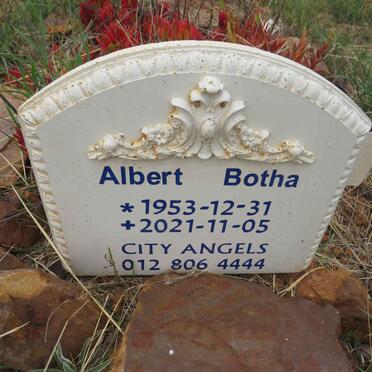 Albert Botha
* 1953-12-31
+ 2021-11-05
CITY ANGELS
012 806 4444